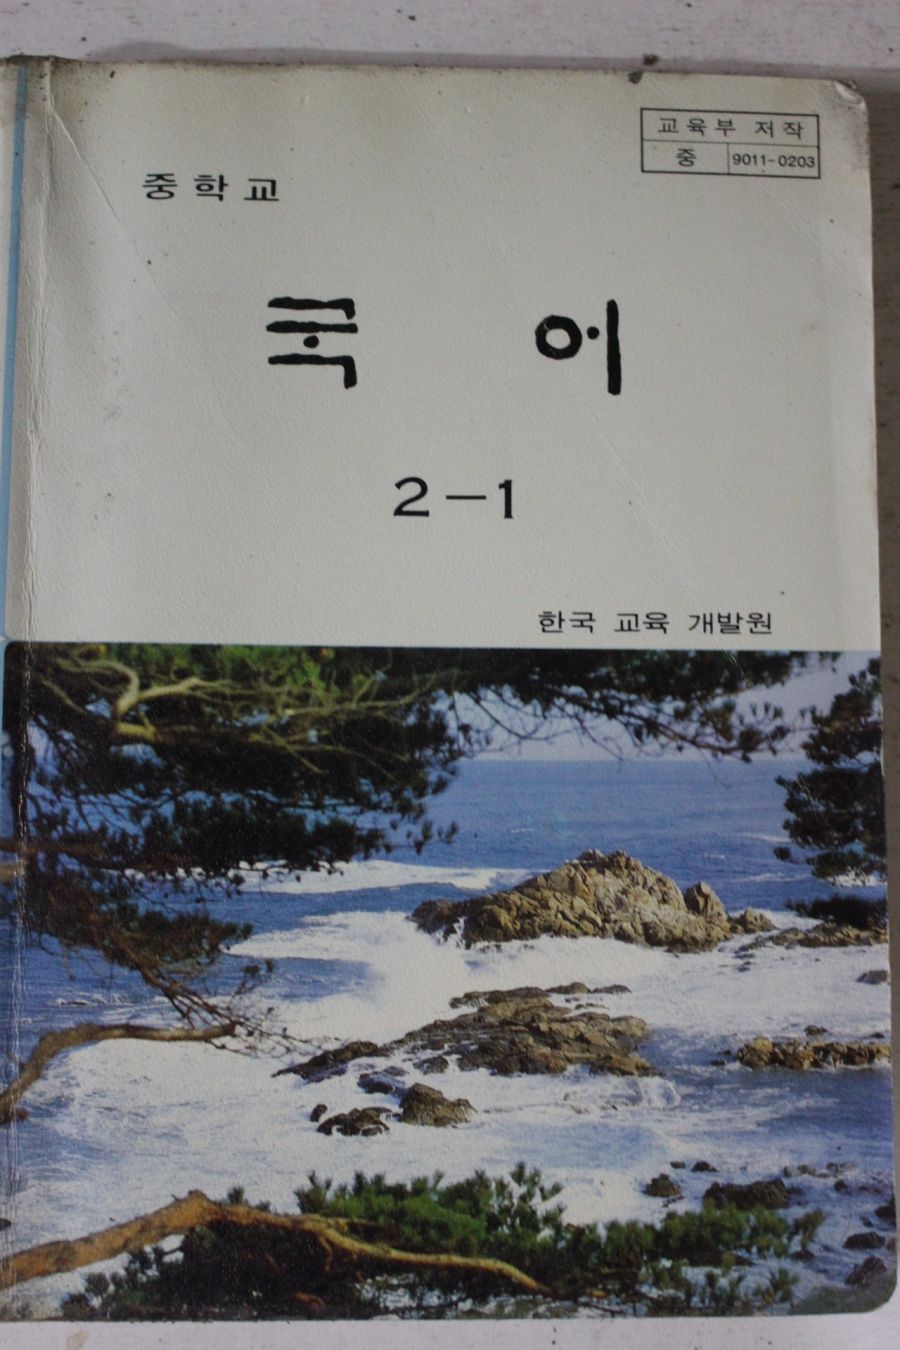 교육부 저작
중 9011-0203
중학교
국어
2-1
한국 교육 개발원